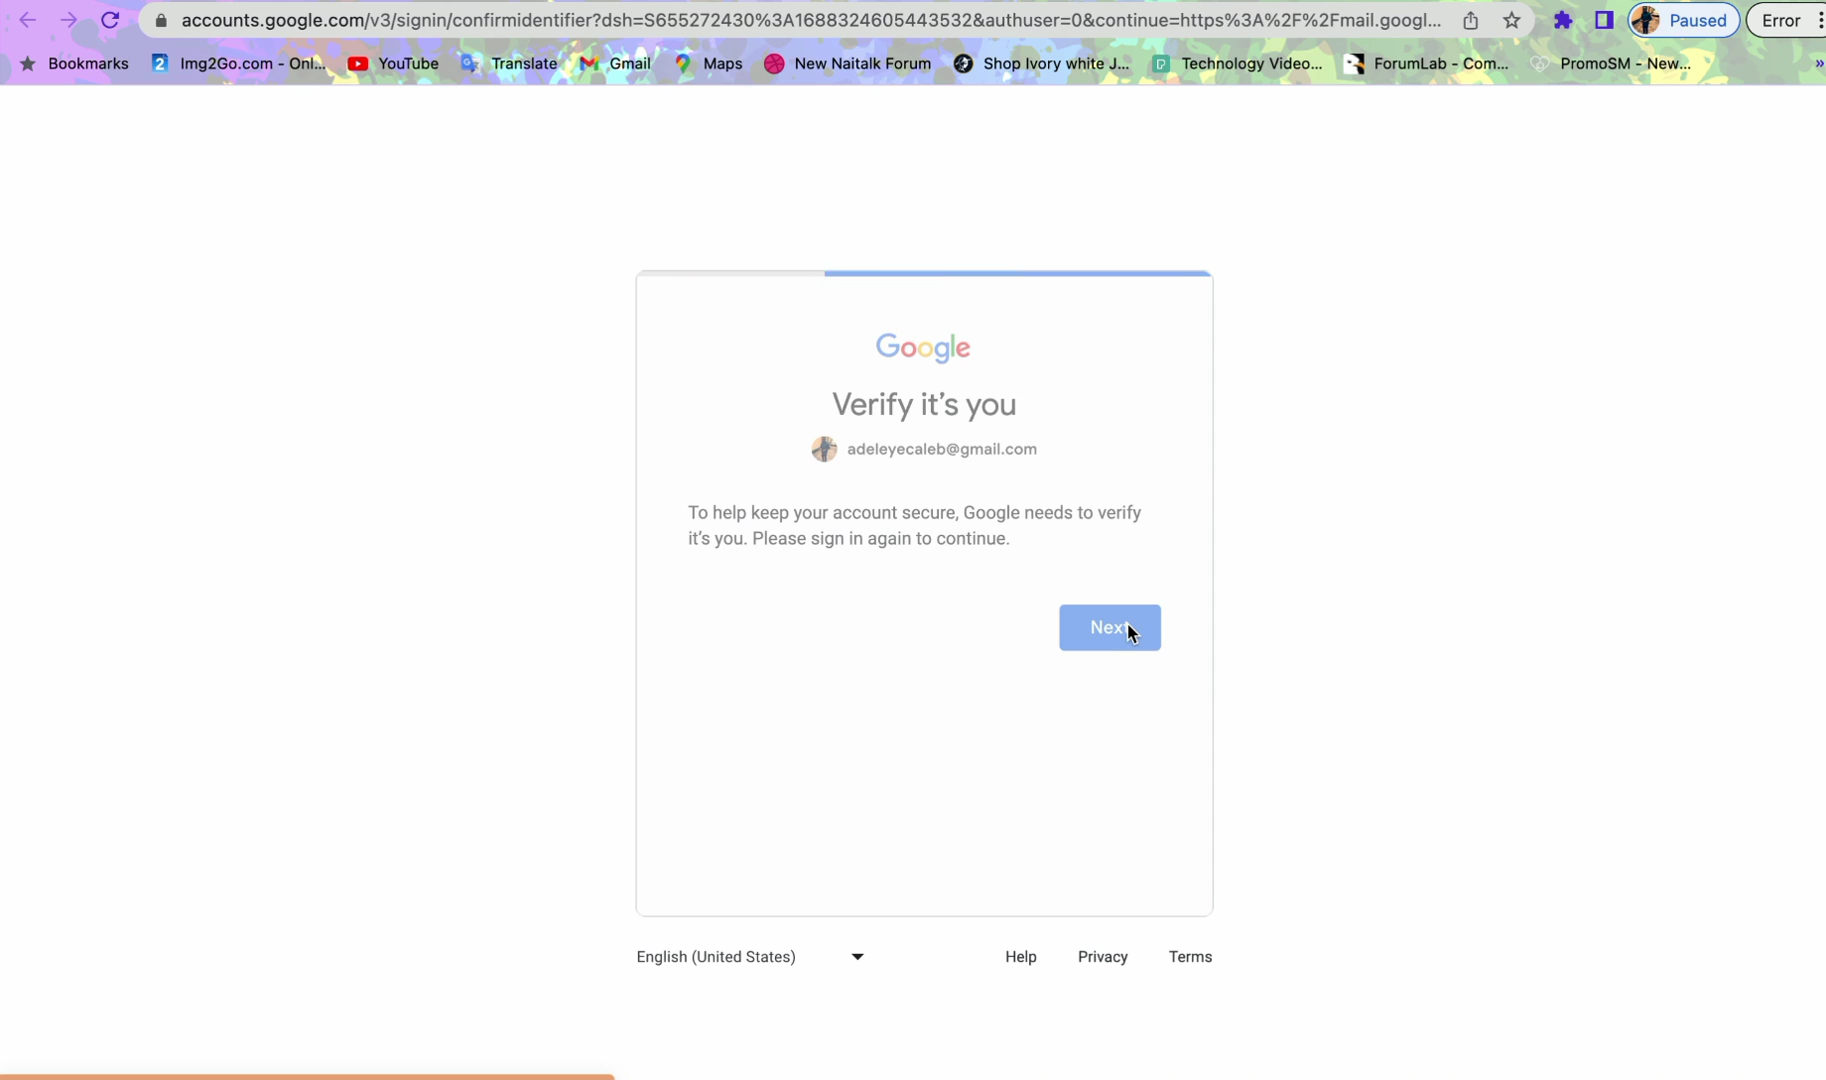 accounts.google.com/v3/signin/confirmidentifier?dsh=S655272430%3A1688324605443532&authuser=0&continue=https%3A%2F%2Fmail.googl...
Paused
Error
Bookmarks
Img2Go.com - Onl...
YouTube
Translate
Gmail
Maps
New Naitalk Forum
Shop Ivory white J...
Technology Video...
ForumLab - Com...
PromoSM - New...
»
Google
Verify it's you
adeleyecaleb@gmail.com
To help keep your account secure, Google needs to verify
it's you. Please sign in again to continue.
Next
English (United States)
Help
Privacy
Terms